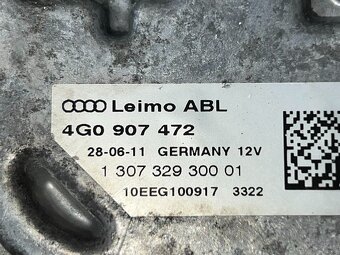 Leimo ABL
4G0 907 472
28-06-11 GERMANY 12V
1 307 329 300 01
10EEG100917 3322